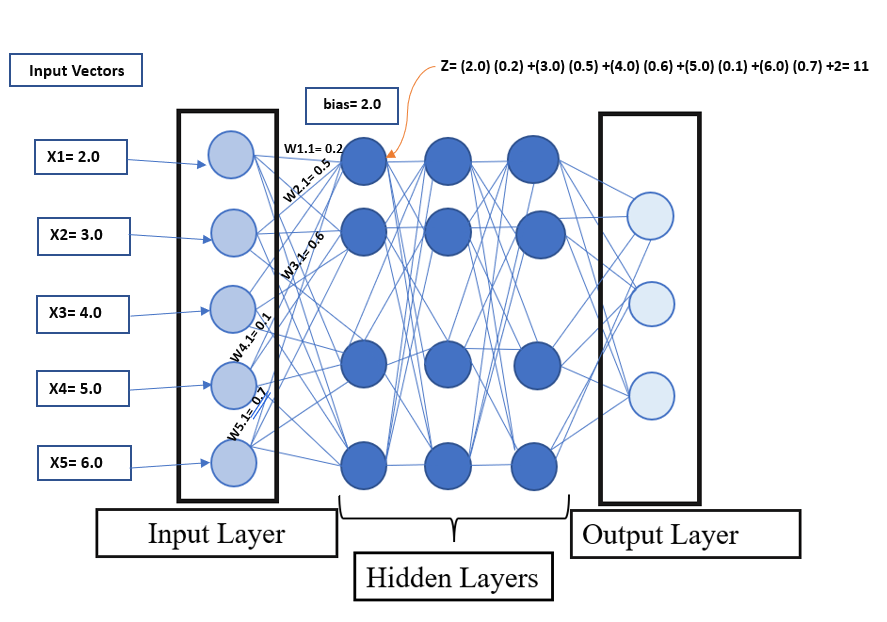 Z= (2.0) (0.2) +(3.0) (0.5) +(4.0) (0.6) +(5.0) (0.1) +(6.0) (0.7) +2= 11
Input Vectors
bias= 2.0
X1= 2.0
W1.1= 0.2
W2.1= 0.5
X2= 3.0
W3.1= 0.6
X3= 4.0
W4.1= 0.1
X4= 5.0
W5.1= 0.7
X5= 6.0
Input Layer
Output Layer
Hidden Layers